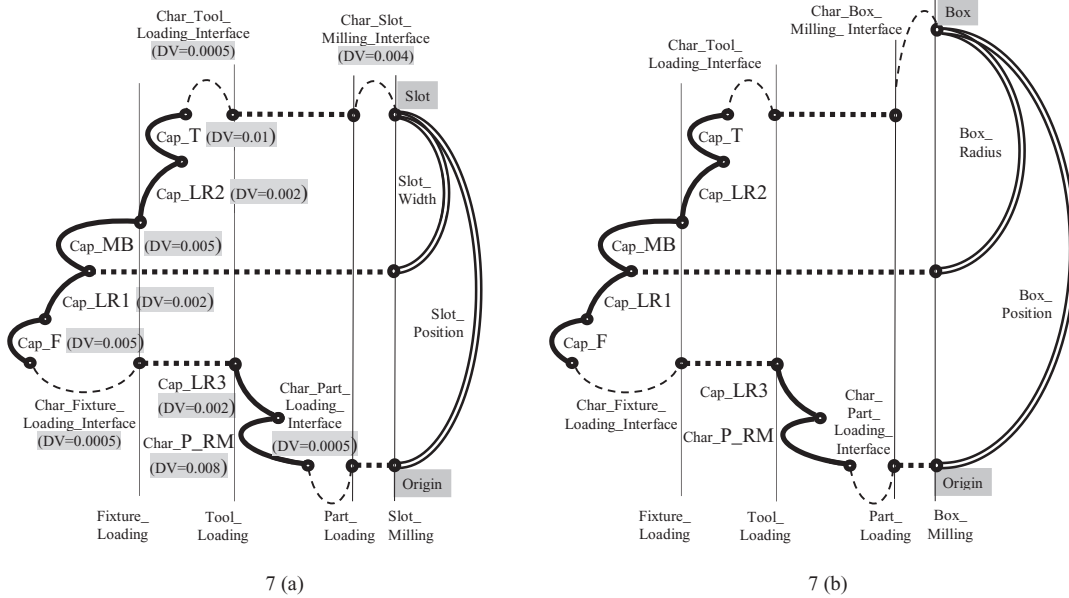 Char_Tool_
Loading_Interface
(DV=0.0005)
Char_Slot_
Milling_Interface
(DV=0.004)
Slot
Cap_T (DV=0.01)
Cap_LR2 (DV=0.002)
Slot_
Width
Cap_MB (DV=0.005)
Cap_LR1 (DV=0.002)
Slot_
Position
Cap_F (DV=0.005)
Cap_LR3
(DV=0.002)
Char_Part_
Loading_
Interface
(DV=0.0005)
Char_Fixture_
Loading_Interface
(DV=0.0005)
Char_P_RM
(DV=0.008)
Origin
Fixture_
Loading
Tool_
Loading
Part_
Loading
Slot_
Milling
7 (a)
Char_Box_
Milling_ Interface
Box
Char_Tool_
Loading_Interface
Cap_T
Box_
Radius
Cap_LR2
Cap_MB
Cap_LR1
Box_
Position
Cap_F
Cap_LR3
Char_
Part_
Loading_
Interface
Char_Fixture_
Loading_Interface
Char_P_RM
Origin
Fixture_
Loading
Tool_
Loading
Part_
Loading
Box_
Milling
7 (b)